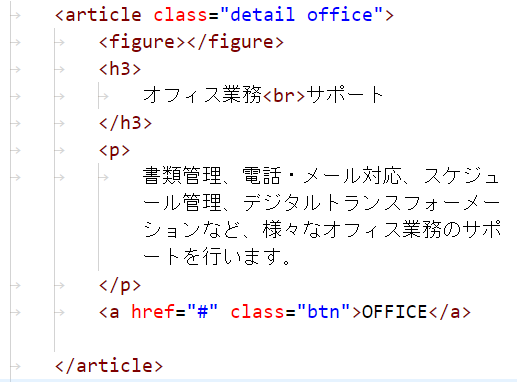 <article class="detail office">
<figure></figure>
<h3>
オフィス業務<br>サポート
</h3>
<p>
書類管理、電話・メール対応、スケジュ
ール管理、デジタルトランスフォーメー
ションなど、様々なオフィス業務のサポ
ートを行います。
</p>
<a href="#" class="btn">OFFICE</a>
</article>